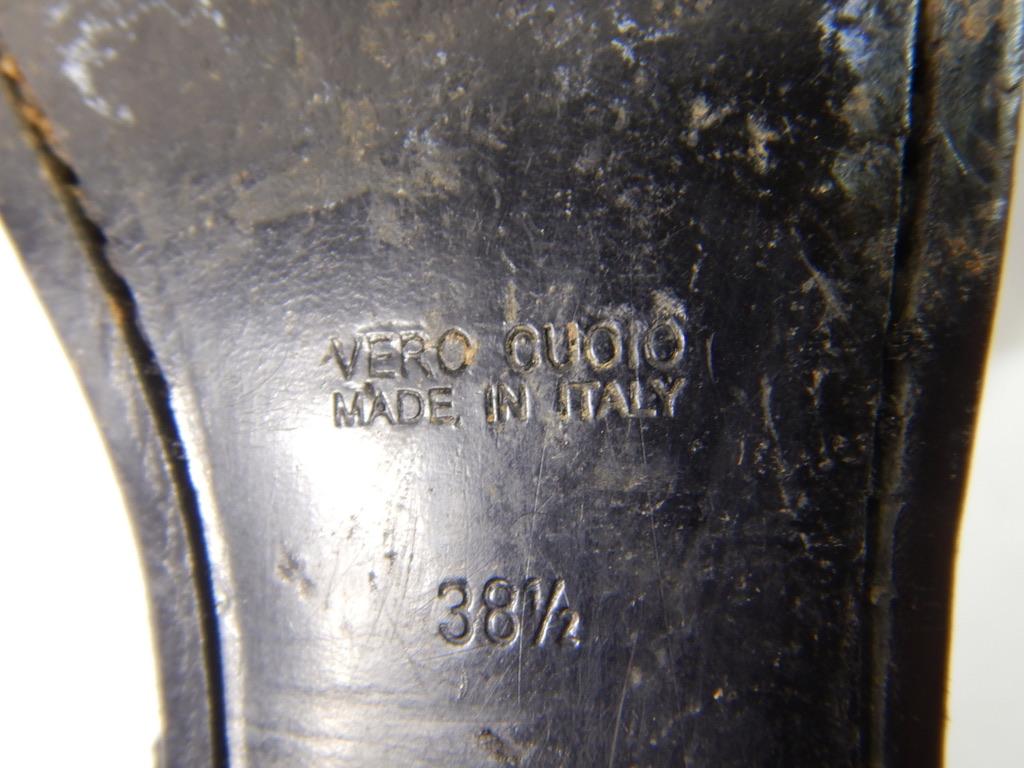 VERO CUOIO
MADE IN ITALY
38½